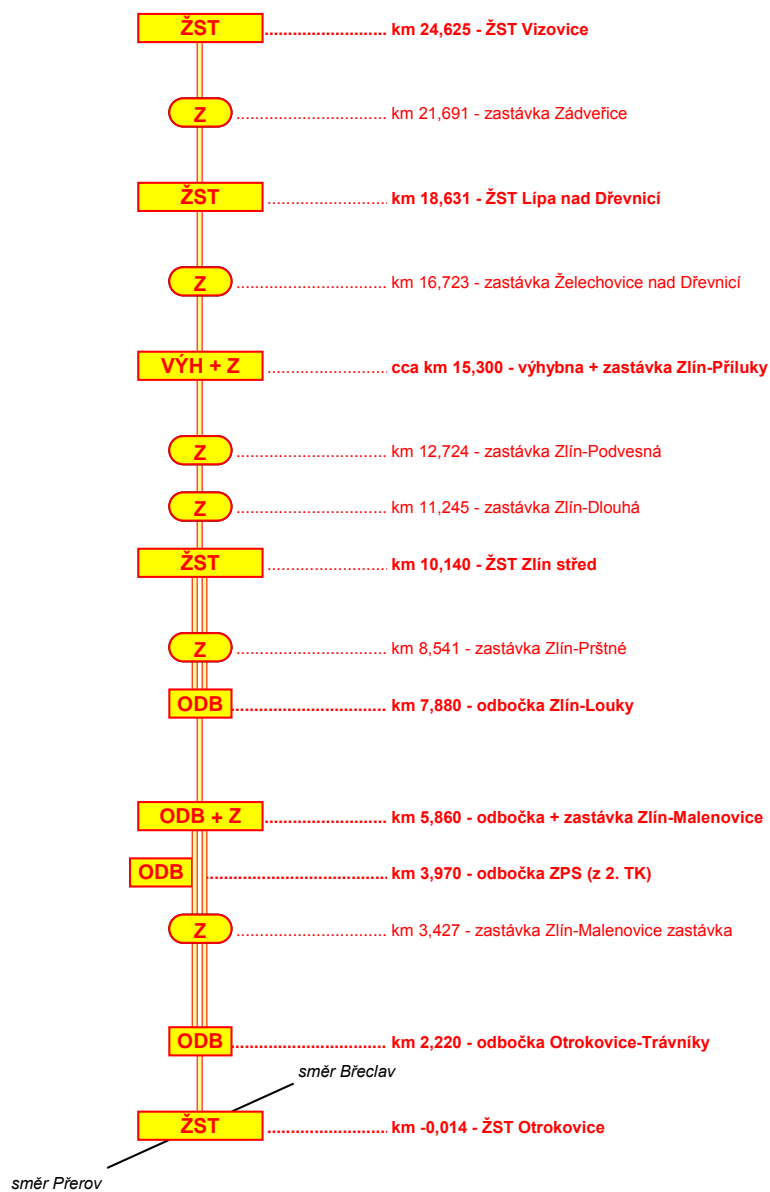 ŽST ................................ km 24,625 - ŽST Vizovice
Z ....................................... km 21,691 - zastávka Zádveřice
ŽST ............................... km 18,631 - ŽST Lípa nad Dřevnicí
Z ....................................... km 16,723 - zastávka Želechovice nad Dřevnicí
VÝH + Z ............................... cca km 15,300 - výhybna + zastávka Zlín-Příluky
Z ....................................... km 12,724 - zastávka Zlín-Podvesná
Z ....................................... km 11,245 - zastávka Zlín-Dlouhá
ŽST ............................... km 10,140 - ŽST Zlín střed
Z ....................................... km 8,541 - zastávka Zlín-Prštné
ODB ........................................ km 7,880 - odbočka Zlín-Louky
ODB + Z ................................ km 5,860 - odbočka + zastávka Zlín-Malenovice
ODB ............................................... km 3,970 - odbočka ZPS (z 2. TK)
Z ....................................... km 3,427 - zastávka Zlín-Malenovice zastávka
ODB ........................................ km 2,220 - odbočka Otrokovice-Trávníky
směr Břeclav
ŽST ............................... km -0,014 - ŽST Otrokovice
směr Přerov